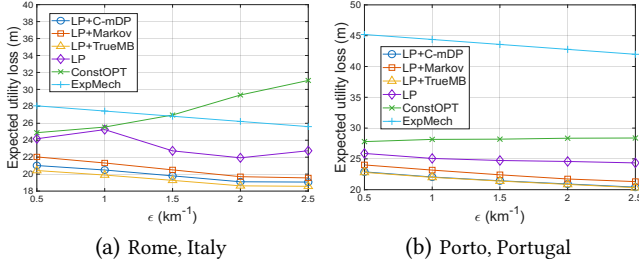 40
38
36
34
32
30
28
26
24
22
20
18
Expected utility loss (m)
LP+C-mDP
LP+Markov
LP+TrueMB
LP
ConstOPT
ExpMech
0.5 1 1.5 2 2.5
ϵ (km⁻¹)
(a) Rome, Italy
50
45
40
35
30
25
20
Expected utility loss (m)
LP+C-mDP
LP+Markov
LP+TrueMB
LP
ConstOPT
ExpMech
0.5 1 1.5 2 2.5
ϵ (km⁻¹)
(b) Porto, Portugal